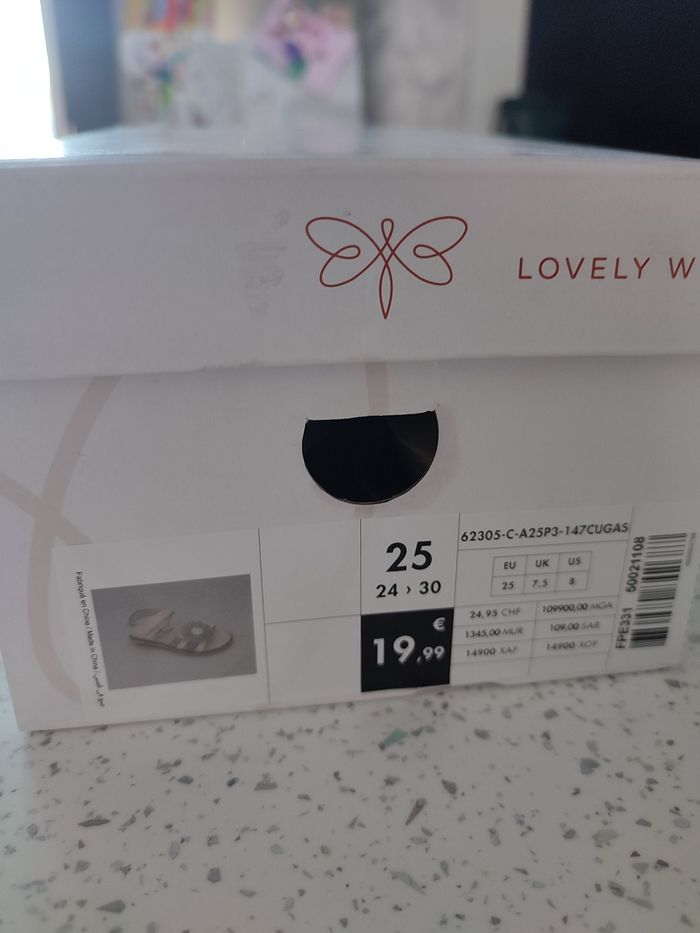 LOVELY W
25
24 › 30
€
19,99
62305-C-A25P3-147CUGAS
EU UK US
25 7,5 8
24,95 CHF 109900,00 MGA
1345,00 MUR 109,00 SAR
14900 XAF 14900 XOF
FPE331 60021108
Fabriqué en Chine / Made in China /